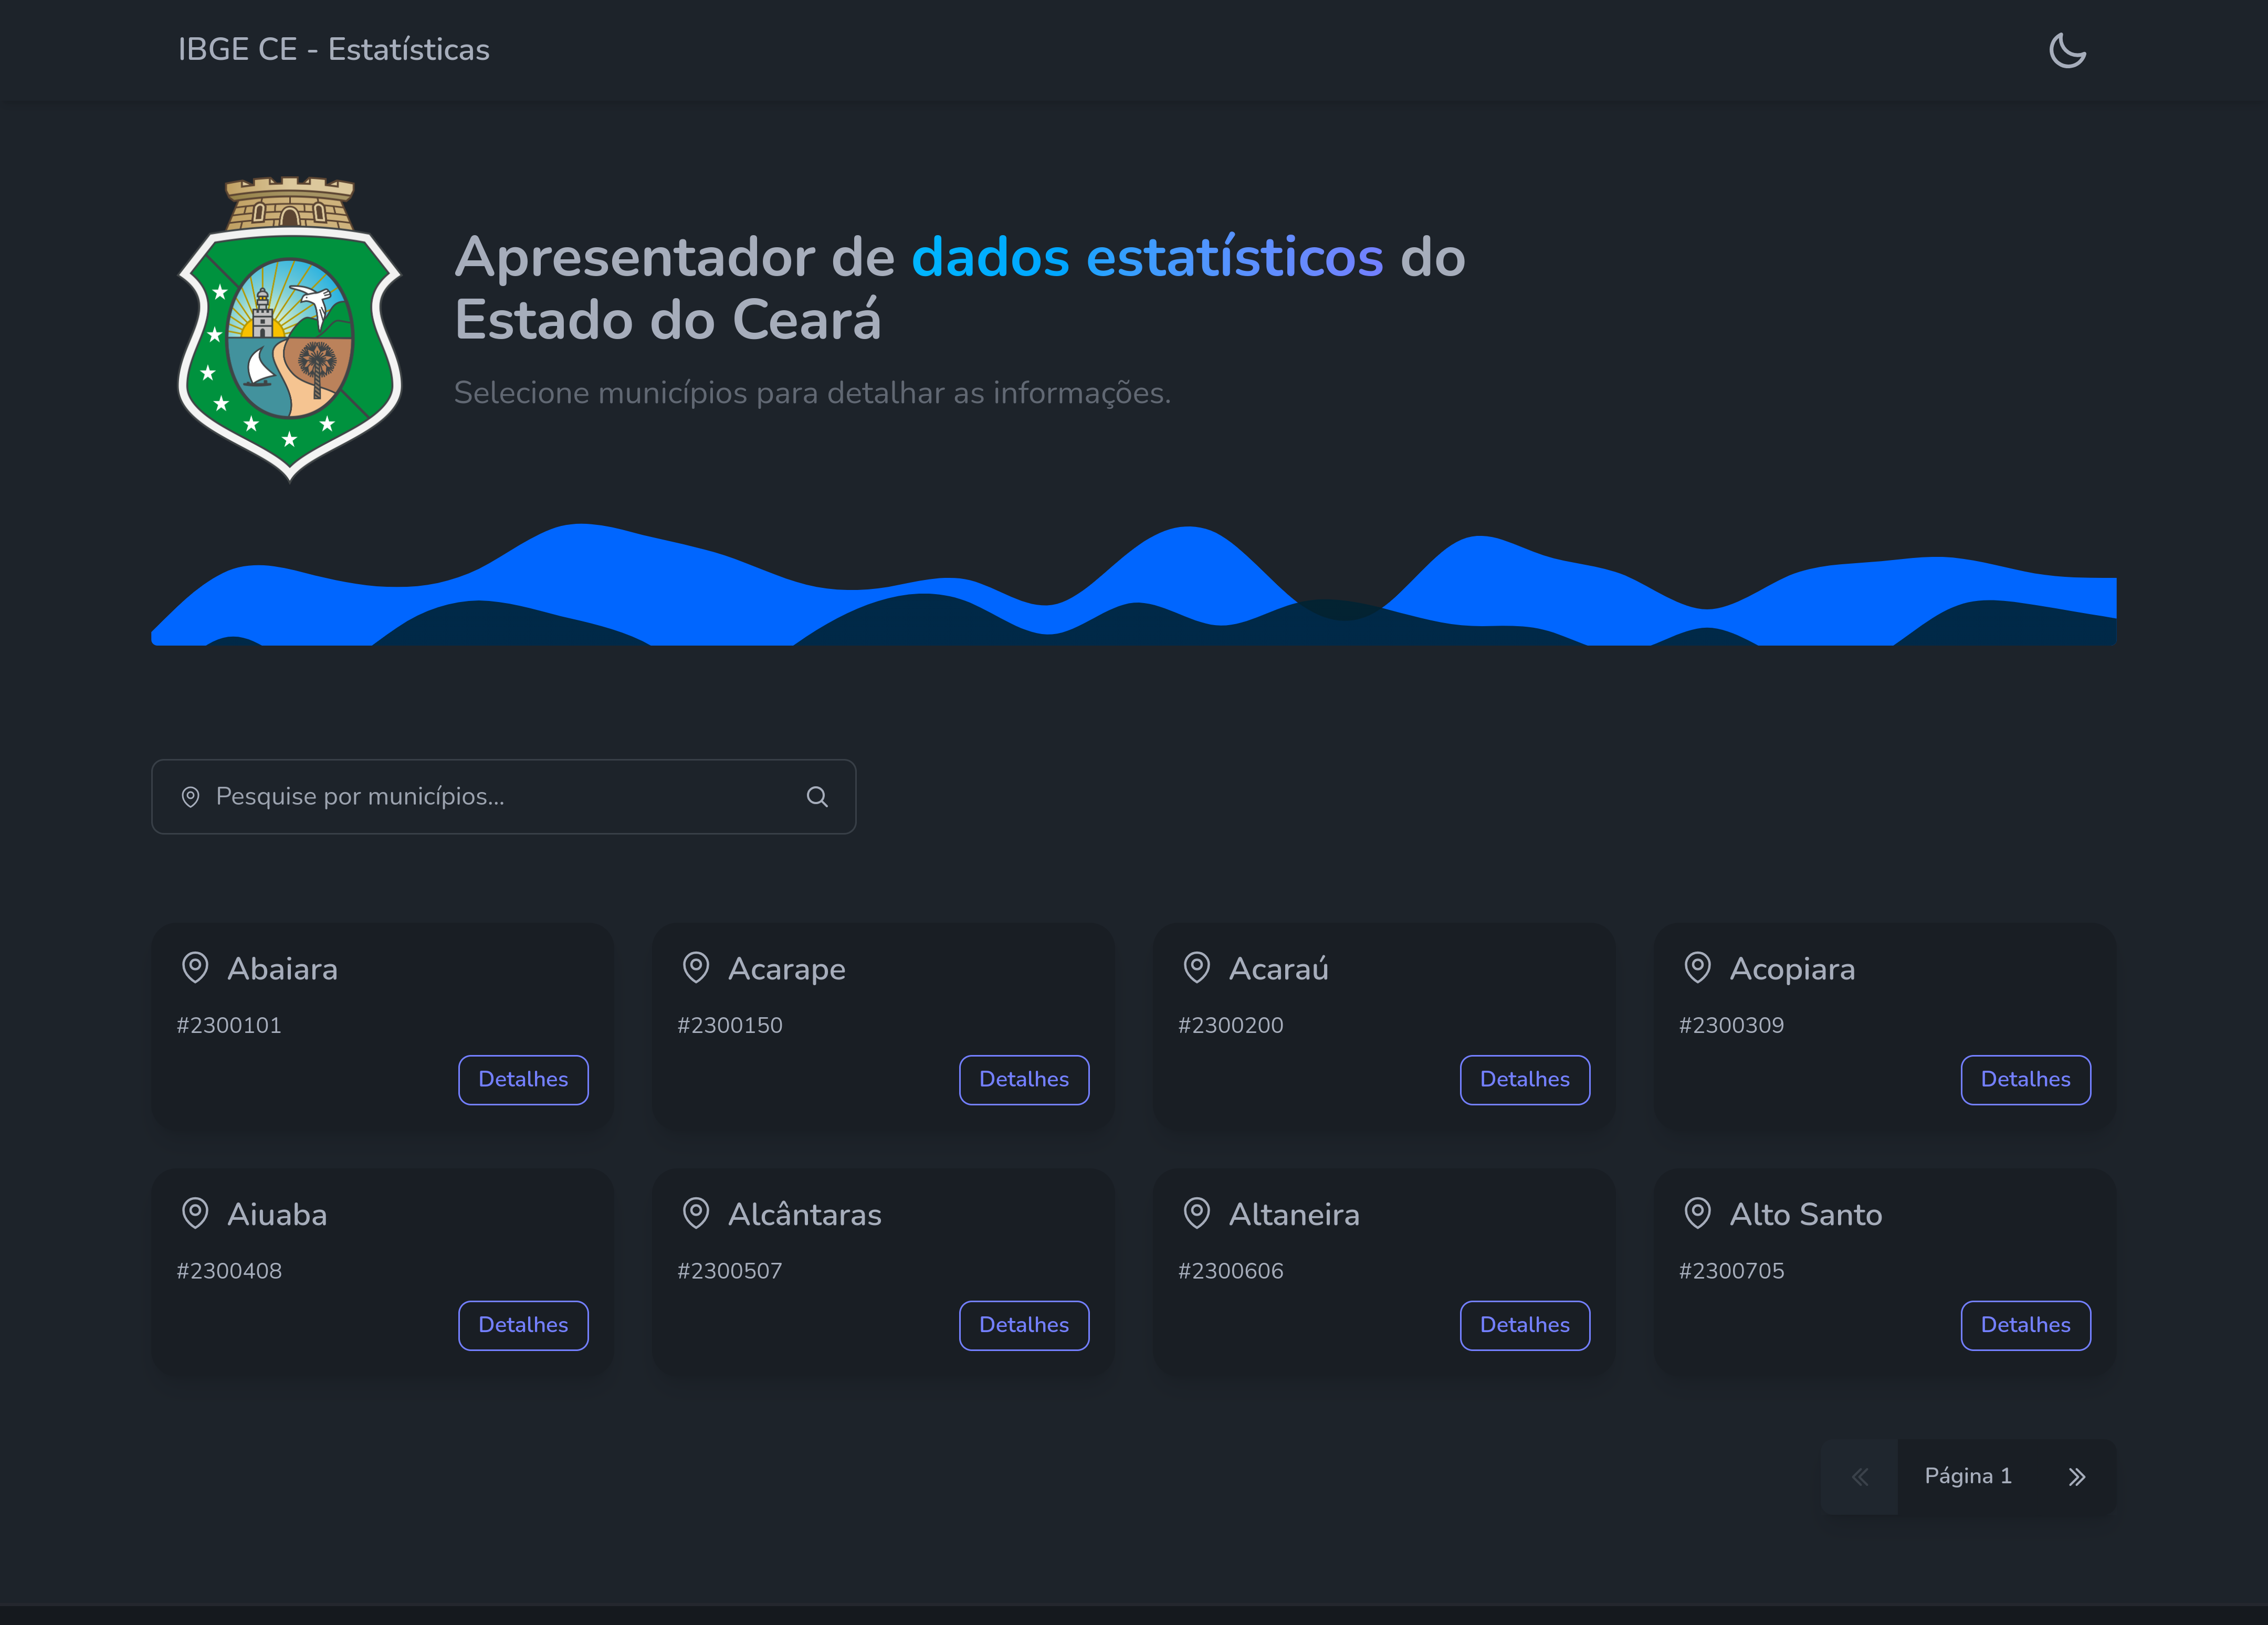 IBGE CE - Estatísticas
Apresentador de dados estatísticos do
Estado do Ceará
Selecione municípios para detalhar as informações.
Pesquise por municípios...
Abaiara
#2300101
Detalhes
Acarape
#2300150
Detalhes
Acaraú
#2300200
Detalhes
Acopiara
#2300309
Detalhes
Aiuaba
#2300408
Detalhes
Alcântaras
#2300507
Detalhes
Altaneira
#2300606
Detalhes
Alto Santo
#2300705
Detalhes
Página 1